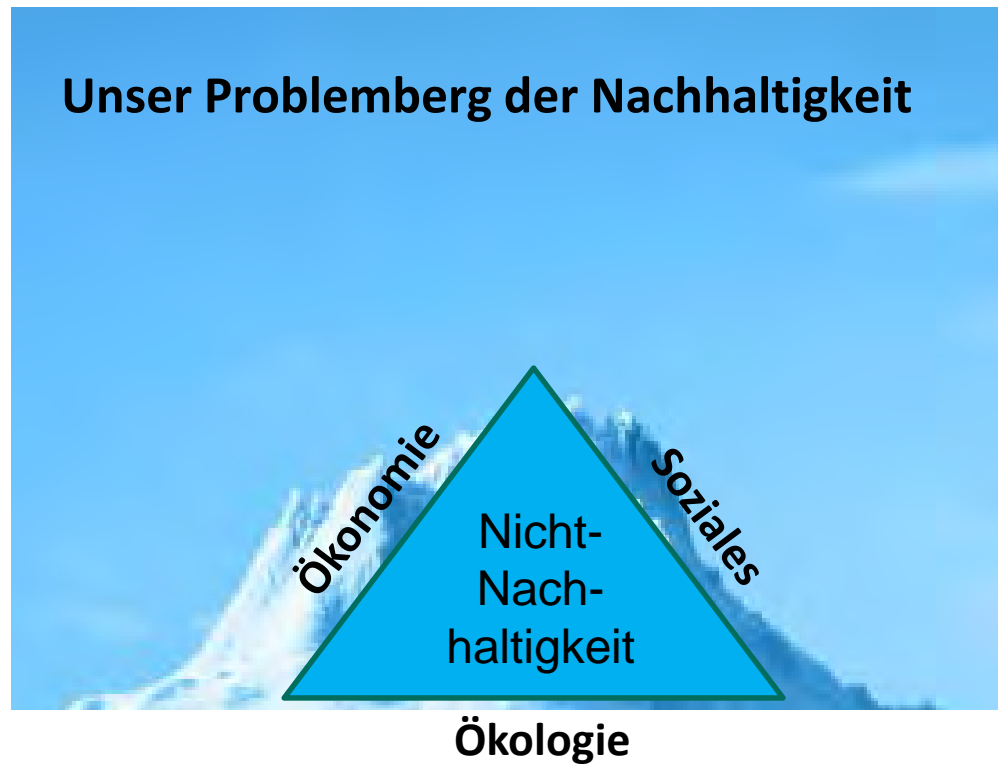 Unser Problemberg der Nachhaltigkeit
Ökonomie
Soziales
Nicht-
Nach-
haltigkeit
Ökologie